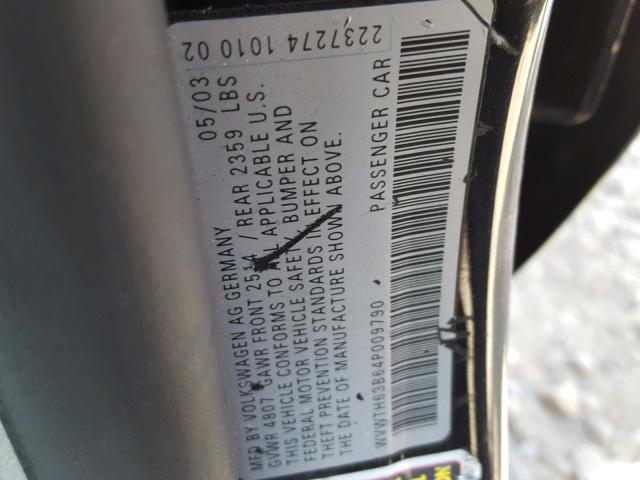 MFD BY VOLKSWAGEN AG GERMANY 05/03
GVWR 4807 GAWR FRONT 2514 / REAR 2359 LBS
THIS VEHICLE CONFORMS TO ALL APPLICABLE U.S.
FEDERAL MOTOR VEHICLE SAFETY, BUMPER AND
THEFT PREVENTION STANDARDS IN EFFECT ON
THE DATE OF MANUFACTURE SHOWN ABOVE.
WVWTH63B64P009790 PASSENGER CAR
2237274 1010 02